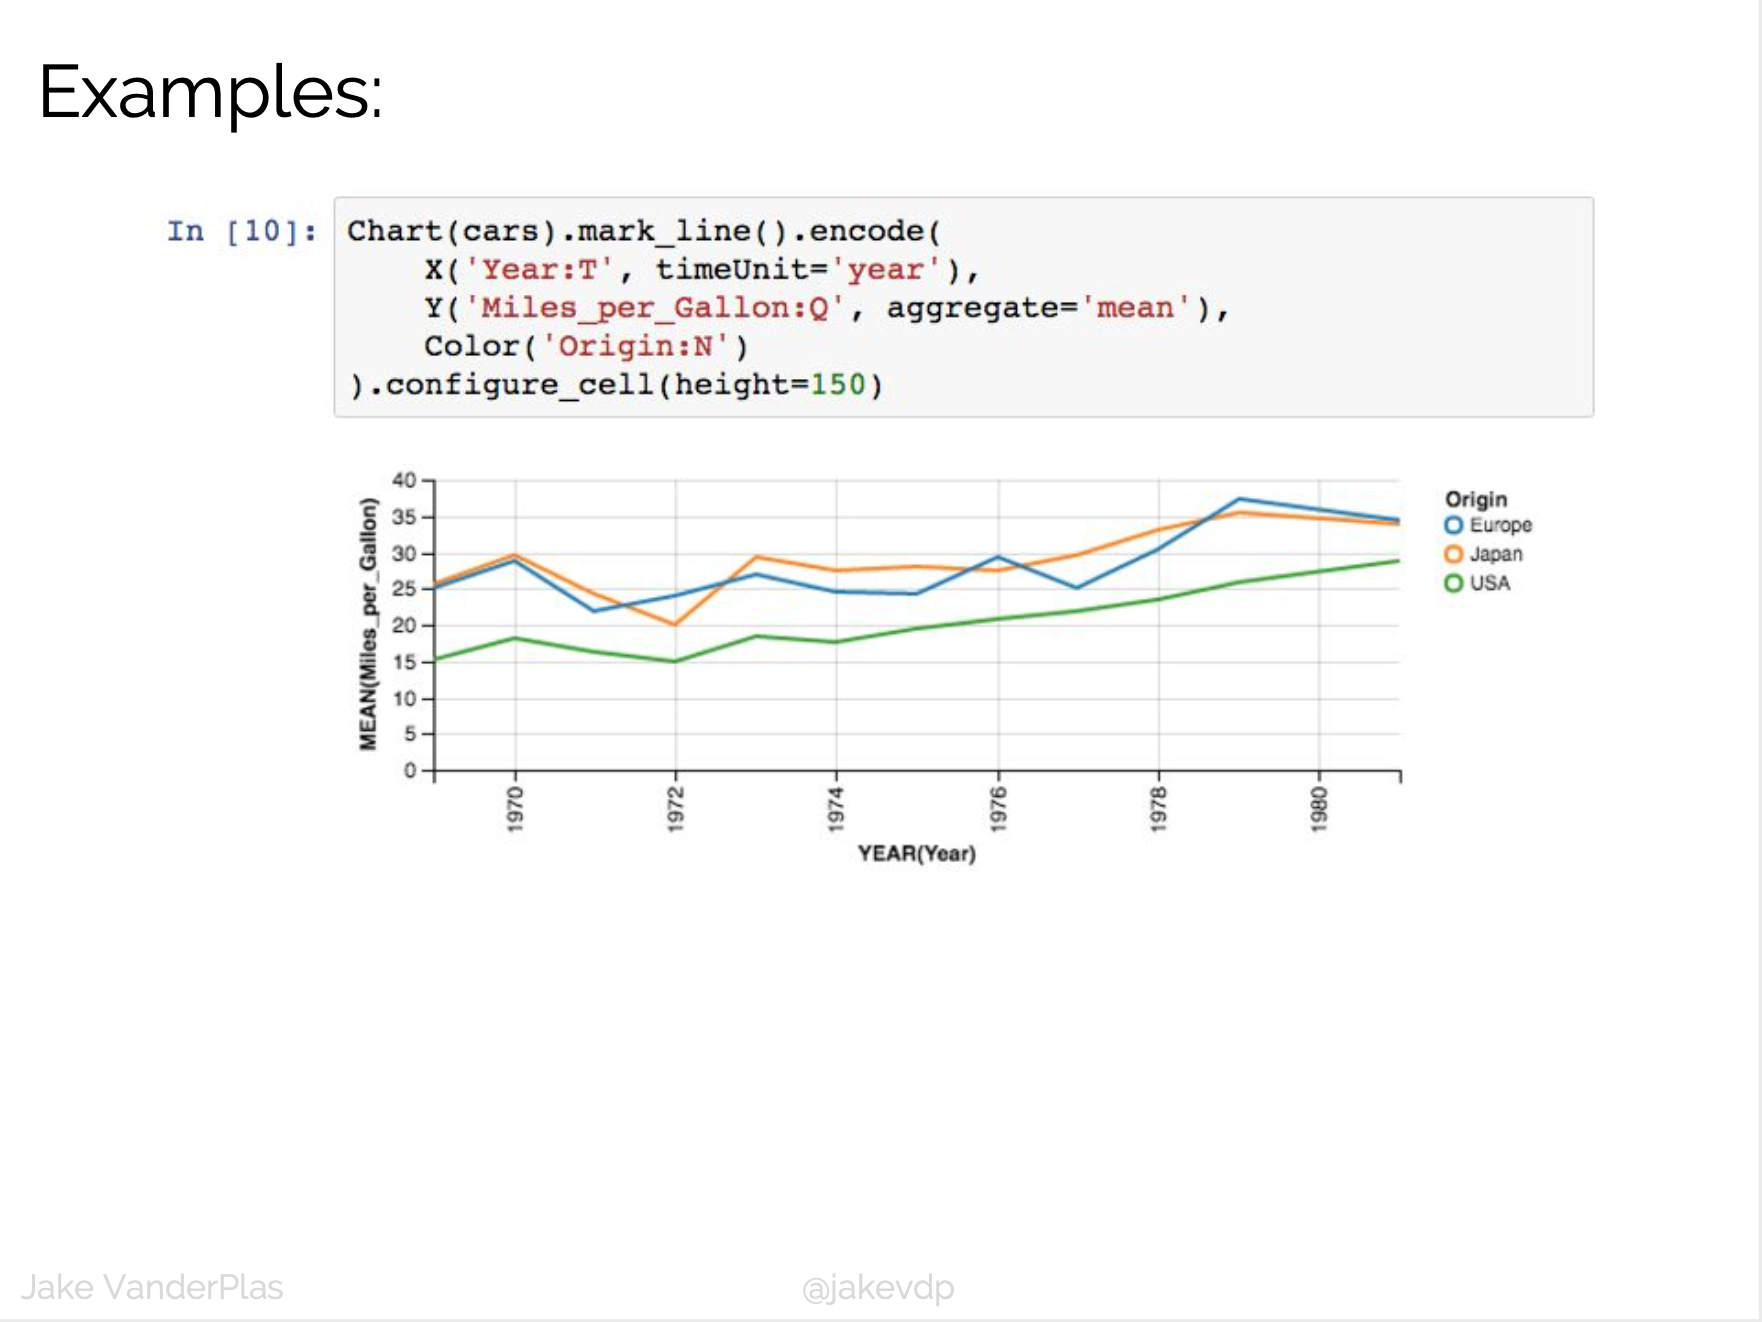 Examples:
In [10]:
Chart(cars).mark_line().encode(
    X('Year:T', timeUnit='year'),
    Y('Miles_per_Gallon:Q', aggregate='mean'),
    Color('Origin:N')
).configure_cell(height=150)
MEAN(Miles_per_Gallon)
40
35
30
25
20
15
10
5
0
1970
1972
1974
1976
1978
1980
YEAR(Year)
Origin
Europe
Japan
USA
Jake VanderPlas
@jakevdp